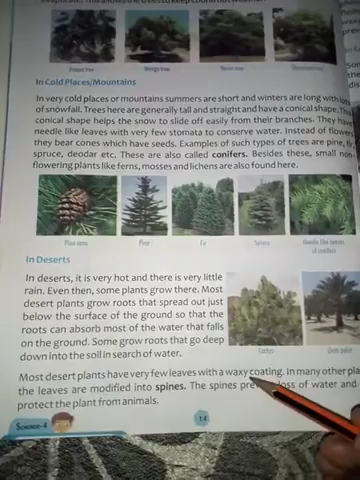 In Cold Places/Mountains
In very cold places or mountains summers are short and winters are long with lots
of snowfall. Trees here are generally tall and straight and have a conical shape. This
conical shape helps the snow to slide off easily from their branches. They have
needle like leaves with very few stomata to conserve water. Instead of flowers
they bear cones which have seeds. Examples of such types of trees are pine, fir,
spruce, deodar etc. These are also called conifers. Besides these, small non-
flowering plants like ferns, mosses and lichens are also found here.
Pine cone
Pine
Fir
Spruce
Needle like leaves
of conifers
In Deserts
In deserts, it is very hot and there is very little
rain. Even then, some plants grow there. Most
desert plants grow roots that spread out just
below the surface of the ground so that the
roots can absorb most of the water that falls
on the ground. Some grow roots that go deep
down into the soil in search of water.
Cactus
Date palm
Most desert plants have very few leaves with a waxy coating. In many other
the leaves are modified into spines. The spines loss of water and
protect the plant from animals.
SCIENCE-4
14